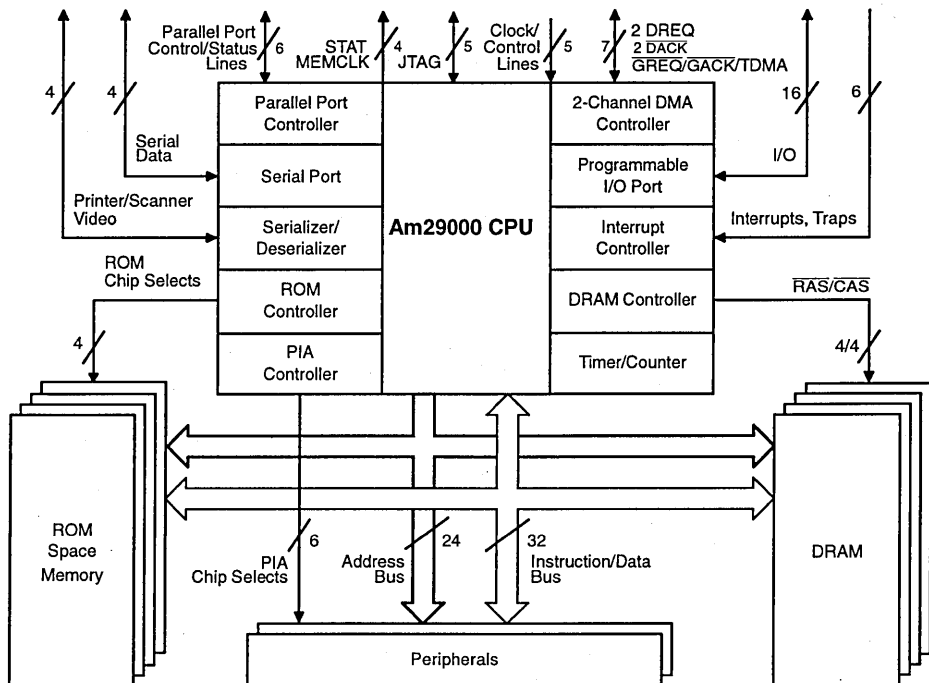 Parallel Port
Control/Status
Lines
6
STAT
MEMCLK
4
JTAG
5
Clock/
Control
Lines
5
7
2 DREQ
2 DACK
GREQ/GACK/TDMA
4
4
16
6
Serial
Data
I/O
Printer/Scanner
Video
Interrupts, Traps
Parallel Port
Controller
Serial Port
Serializer/
Deserializer
ROM
Controller
PIA
Controller
Am29000 CPU
2-Channel DMA
Controller
Programmable
I/O Port
Interrupt
Controller
DRAM Controller
Timer/Counter
ROM
Chip Selects
4
RAS/CAS
4/4
ROM
Space
Memory
6
PIA
Chip Selects
24
Address
Bus
32
Instruction/Data
Bus
DRAM
Peripherals